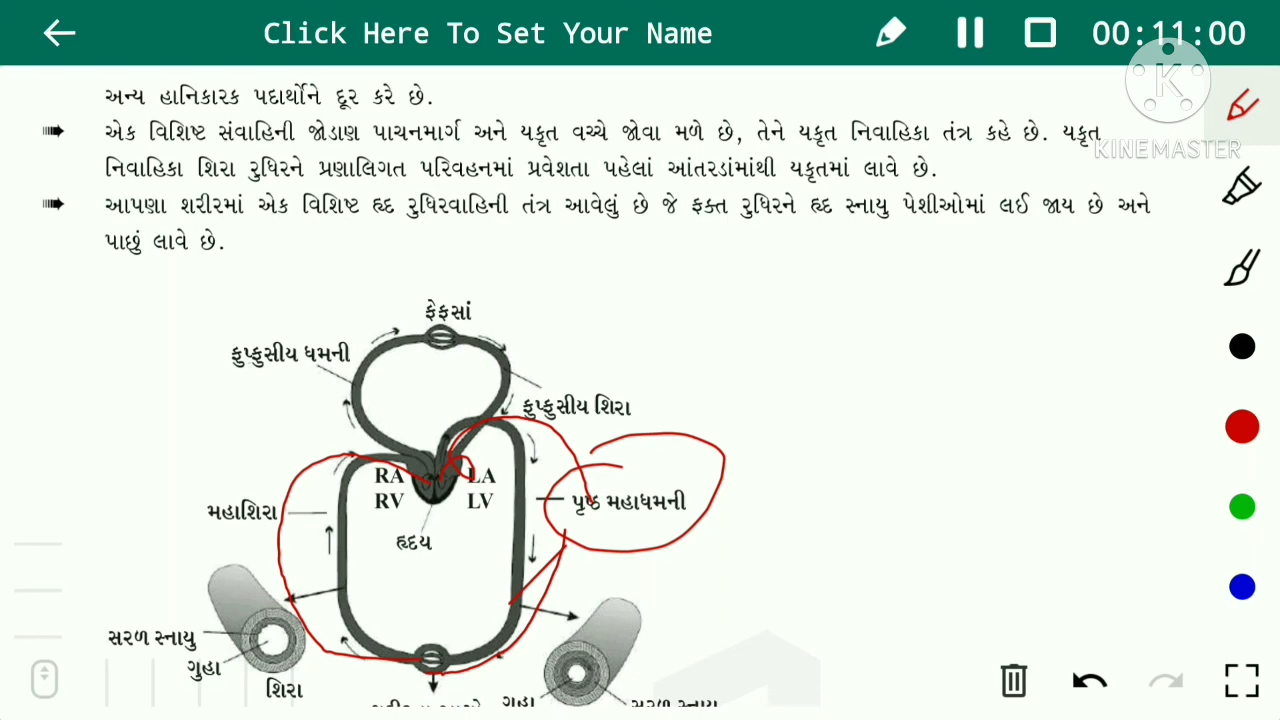 Click Here To Set Your Name
00:11:00
KINEMASTER
અન્ય હાનિકારક પદાર્થોને દૂર કરે છે.
એક વિશિષ્ટ સંવાહિની જોડાણ પાચનમાર્ગ અને યકૃત વચ્ચે જોવા મળે છે, તેને યકૃત નિવાહિકા તંત્ર કહે છે. યકૃત
નિવાહિકા શિરા રુધિરને પ્રણાલિગત પરિવહનમાં પ્રવેશતા પહેલાં આંતરડાંમાંથી યકૃતમાં લાવે છે.
આપણા શરીરમાં એક વિશિષ્ટ હૃદ રુધિરવાહિની તંત્ર આવેલું છે જે ફક્ત રુધિરને હૃદ સ્નાયુ પેશીઓમાં લઈ જાય છે અને
પાછું લાવે છે.
ફેફસાં
ફુપ્ફુસીય ધમની
ફુપ્ફુસીય શિરા
RA LA
RV LV
પૃષ્ઠ મહાધમની
મહાશિરા
હૃદય
સરળ સ્નાયુ
ગુહા
શિરા
ગુહા
સરળ સ્નાયુ